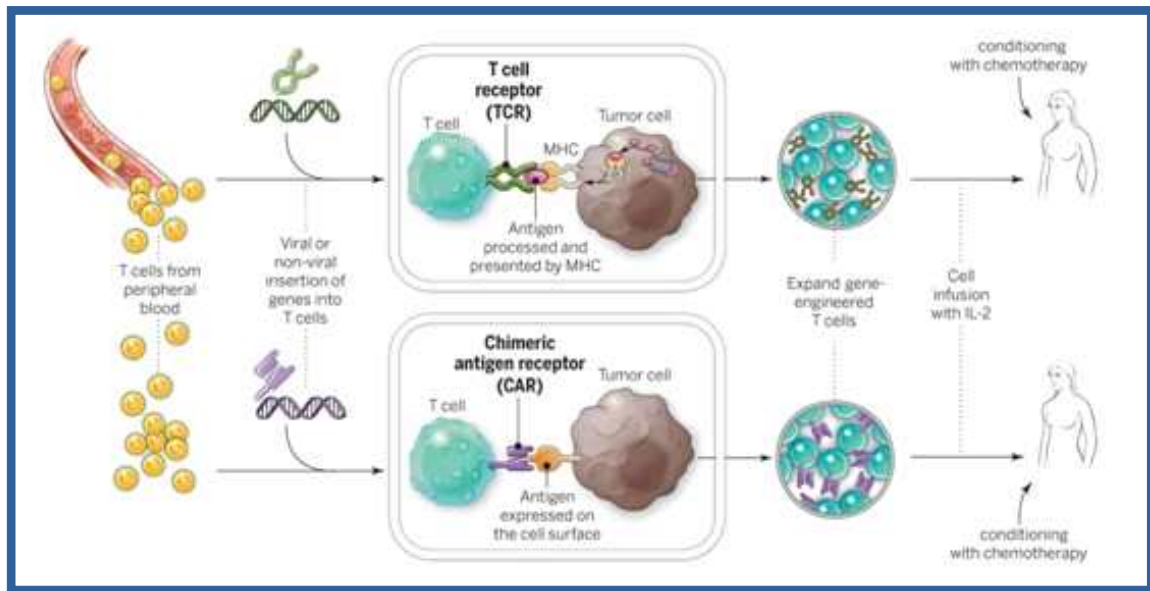 conditioning
with chemotherapy
T cell
receptor
(TCR)
T cell
Tumor cell
MHC
Antigen
processed and
presented by MHC
T cells from
peripheral
blood
Viral or
non-viral
insertion of
genes into
T cells
Expand gene-
engineered
T cells
Cell
infusion
with IL-2
Chimeric
antigen receptor
(CAR)
T cell
Tumor cell
Antigen
expressed on
the cell surface
conditioning
with chemotherapy